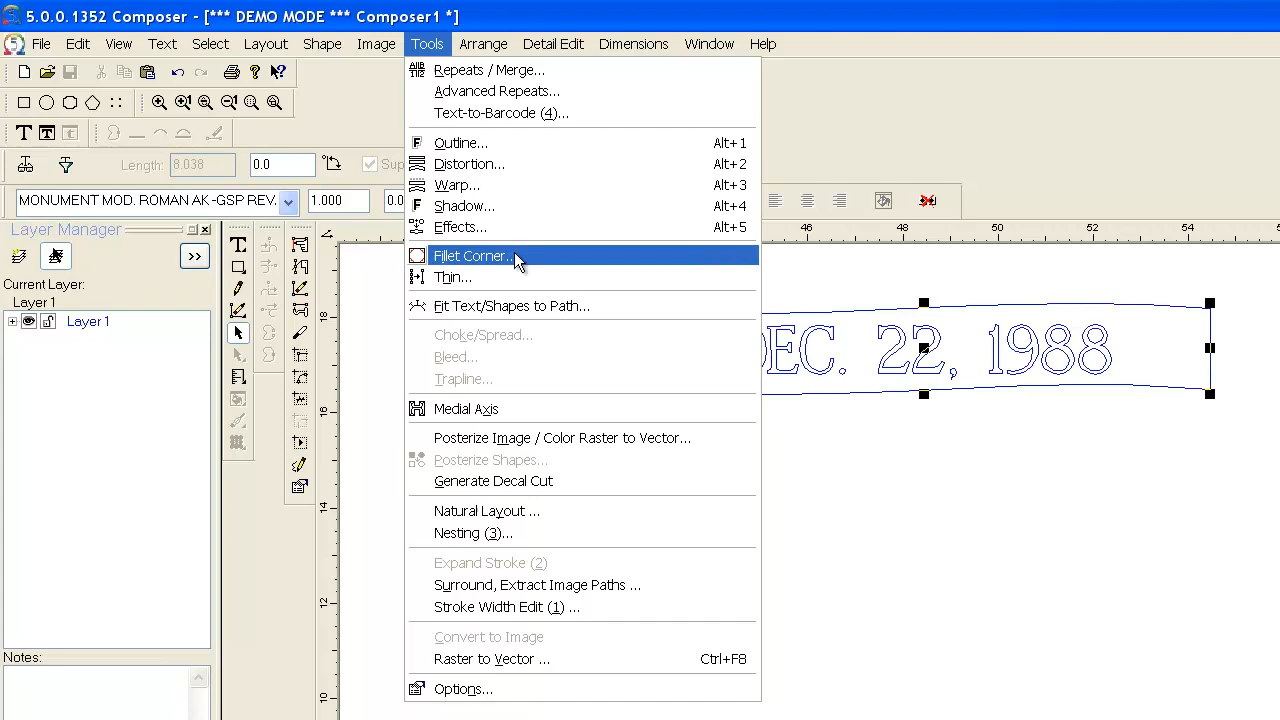 5.0.0.1352 Composer - [*** DEMO MODE *** Composer1 *]
File Edit View Text Select Layout Shape Image Tools Arrange Detail Edit Dimensions Window Help
Length: 8.038 0.0
MONUMENT MOD. ROMAN AK -GSP REV. 1.000
Layer Manager
Current Layer:
Layer 1
Layer 1
Notes:
Repeats / Merge...
Advanced Repeats...
Text-to-Barcode (4)...
Outline... Alt+1
Distortion... Alt+2
Warp... Alt+3
Shadow... Alt+4
Effects... Alt+5
Fillet Corner...
Thin...
Fit Text/Shapes to Path...
Choke/Spread...
Bleed...
Trapline...
Medial Axis
Posterize Image / Color Raster to Vector...
Posterize Shapes...
Generate Decal Cut
Natural Layout ...
Nesting (3)...
Expand Stroke (2)
Surround, Extract Image Paths ...
Stroke Width Edit (1) ...
Convert to Image
Raster to Vector ... Ctrl+F8
Options...
46 48 50 52 54
18
16
14
12
10
EC. 22, 1988